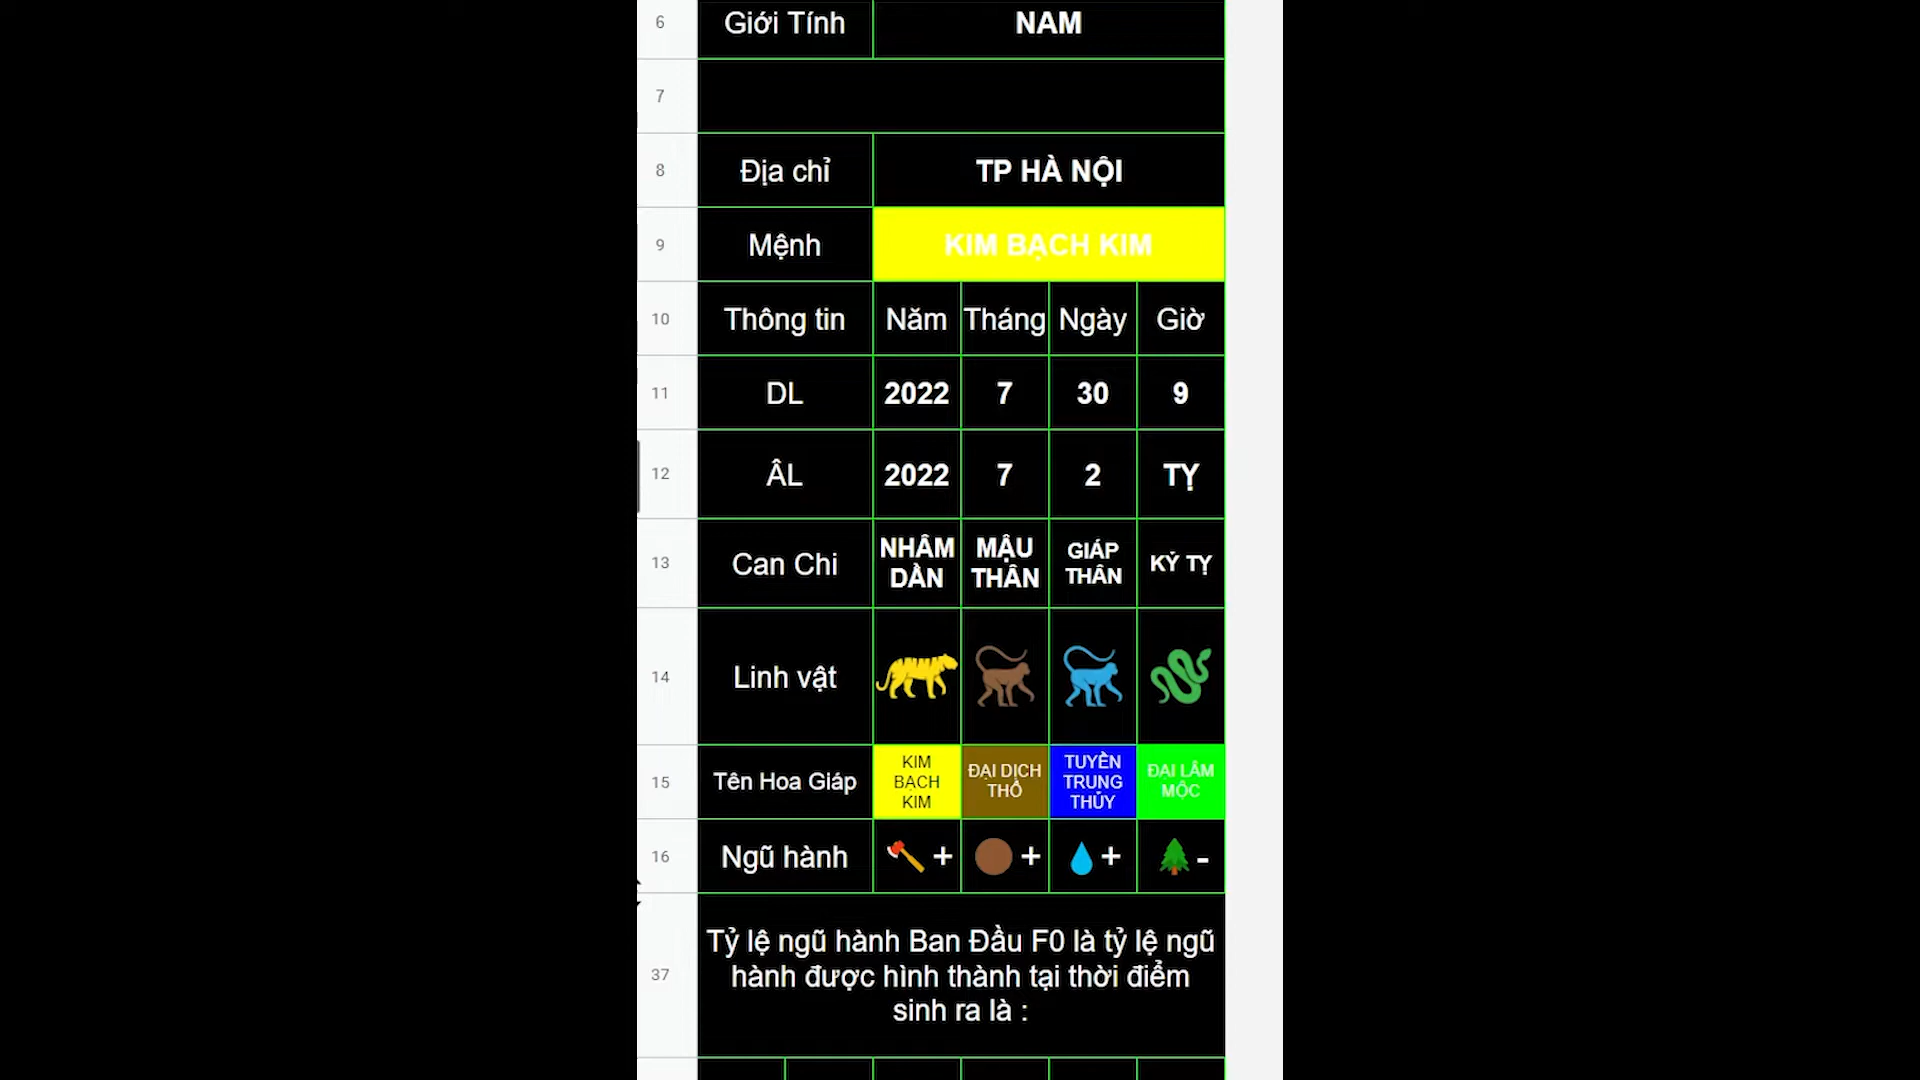 6 Giới Tính NAM
7
8 Địa chỉ TP HÀ NỘI
9 Mệnh KIM BẠCH KIM
10 Thông tin Năm Tháng Ngày Giờ
11 DL 2022 7 30 9
12 ÂL 2022 7 2 TỴ
13 Can Chi NHÂM DẦN MẬU THÂN GIÁP THÂN KỶ TỴ
14 Linh vật
15 Tên Hoa Giáp KIM BẠCH KIM ĐẠI DỊCH THỔ TUYỀN TRUNG THỦY ĐẠI LÂM MỘC
16 Ngũ hành + + + -
37 Tỷ lệ ngũ hành Ban Đầu F0 là tỷ lệ ngũ
hành được hình thành tại thời điểm
sinh ra là :